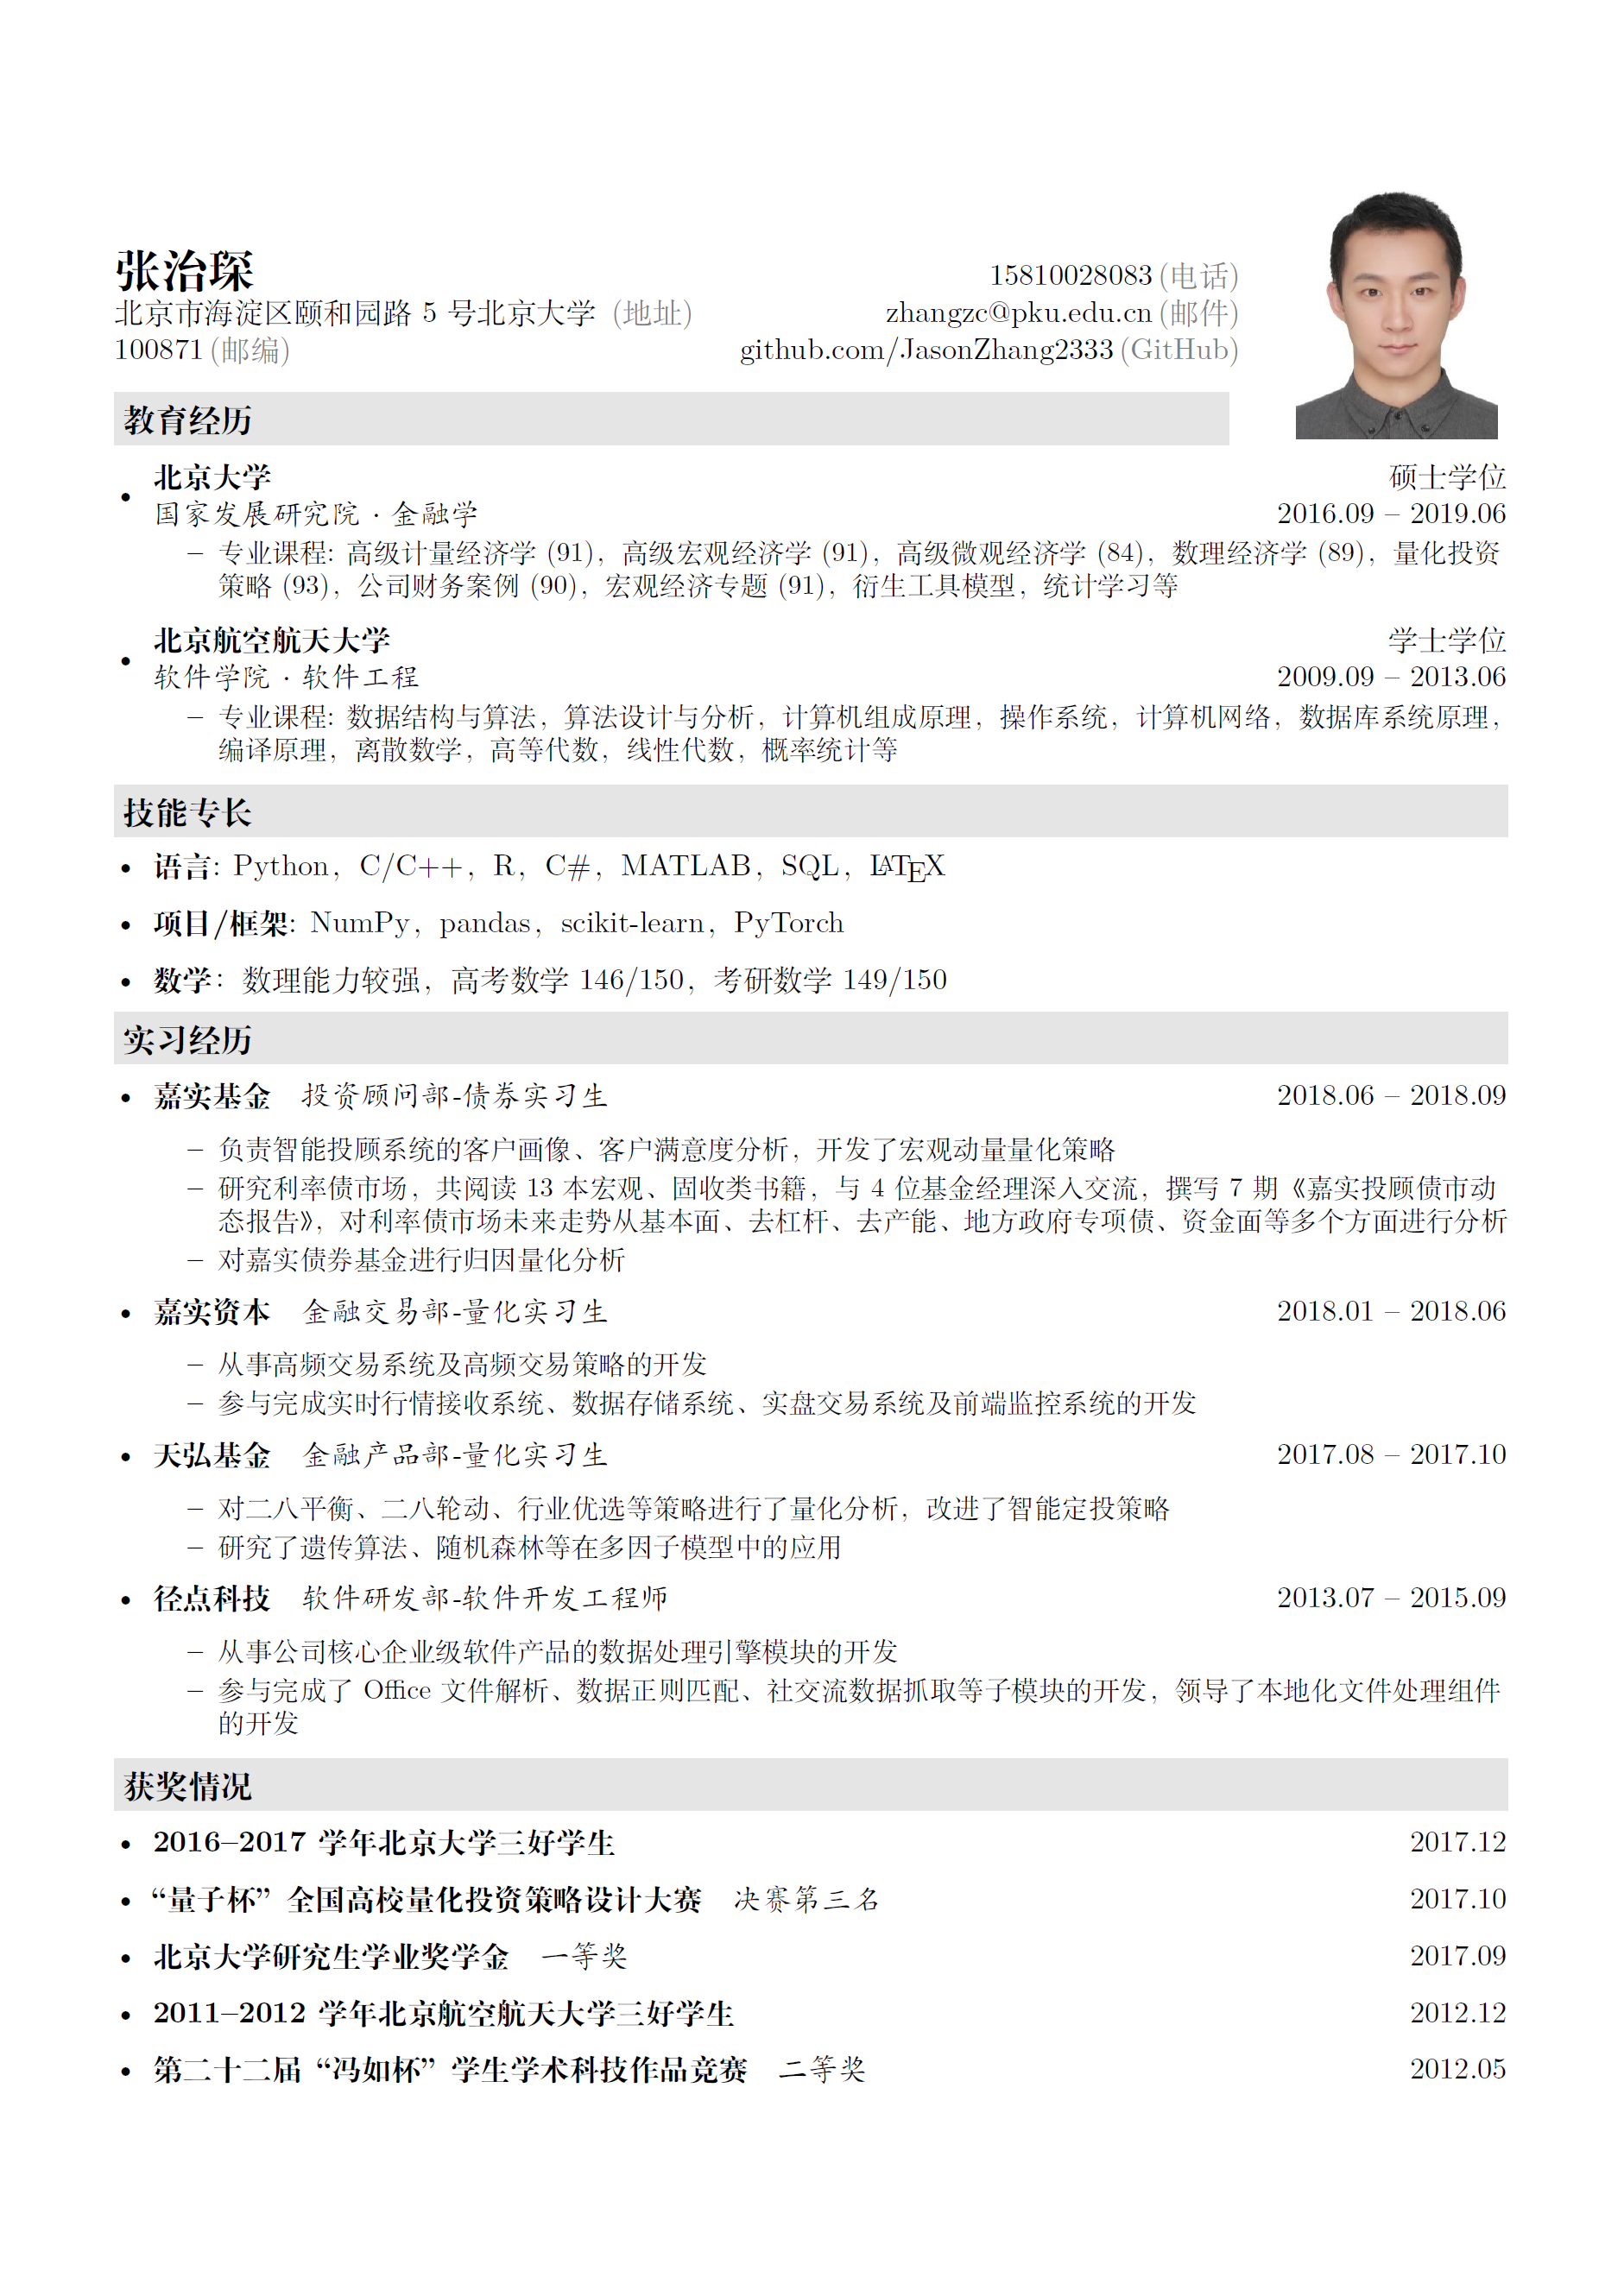 张治琛
北京市海淀区颐和园路 5 号北京大学 (地址)
100871 (邮编)
15810028083 (电话)
zhangzc@pku.edu.cn (邮件)
github.com/JasonZhang2333 (GitHub)
教育经历
• 北京大学 硕士学位
国家发展研究院 · 金融学 2016.09 – 2019.06
– 专业课程: 高级计量经济学 (91)，高级宏观经济学 (91)，高级微观经济学 (84)，数理经济学 (89)，量化投资
策略 (93)，公司财务案例 (90)，宏观经济专题 (91)，衍生工具模型，统计学习等
• 北京航空航天大学 学士学位
软件学院 · 软件工程 2009.09 – 2013.06
– 专业课程: 数据结构与算法，算法设计与分析，计算机组成原理，操作系统，计算机网络，数据库系统原理，
编译原理，离散数学，高等代数，线性代数，概率统计等
技能专长
• 语言: Python，C/C++，R，C#，MATLAB，SQL，LATEX
• 项目/框架: NumPy，pandas，scikit-learn，PyTorch
• 数学：数理能力较强，高考数学 146/150，考研数学 149/150
实习经历
• 嘉实基金 投资顾问部-债券实习生 2018.06 – 2018.09
– 负责智能投顾系统的客户画像、客户满意度分析，开发了宏观动量量化策略
– 研究利率债市场，共阅读 13 本宏观、固收类书籍，与 4 位基金经理深入交流，撰写 7 期《嘉实投顾债市动
态报告》，对利率债市场未来走势从基本面、去杠杆、去产能、地方政府专项债、资金面等多个方面进行分析
– 对嘉实债券基金进行归因量化分析
• 嘉实资本 金融交易部-量化实习生 2018.01 – 2018.06
– 从事高频交易系统及高频交易策略的开发
– 参与完成实时行情接收系统、数据存储系统、实盘交易系统及前端监控系统的开发
• 天弘基金 金融产品部-量化实习生 2017.08 – 2017.10
– 对二八平衡、二八轮动、行业优选等策略进行了量化分析，改进了智能定投策略
– 研究了遗传算法、随机森林等在多因子模型中的应用
• 径点科技 软件研发部-软件开发工程师 2013.07 – 2015.09
– 从事公司核心企业级软件产品的数据处理引擎模块的开发
– 参与完成了 Office 文件解析、数据正则匹配、社交流数据抓取等子模块的开发，领导了本地化文件处理组件
的开发
获奖情况
• 2016–2017 学年北京大学三好学生 2017.12
• “量子杯” 全国高校量化投资策略设计大赛 决赛第三名 2017.10
• 北京大学研究生学业奖学金 一等奖 2017.09
• 2011–2012 学年北京航空航天大学三好学生 2012.12
• 第二十二届 “冯如杯” 学生学术科技作品竞赛 二等奖 2012.05